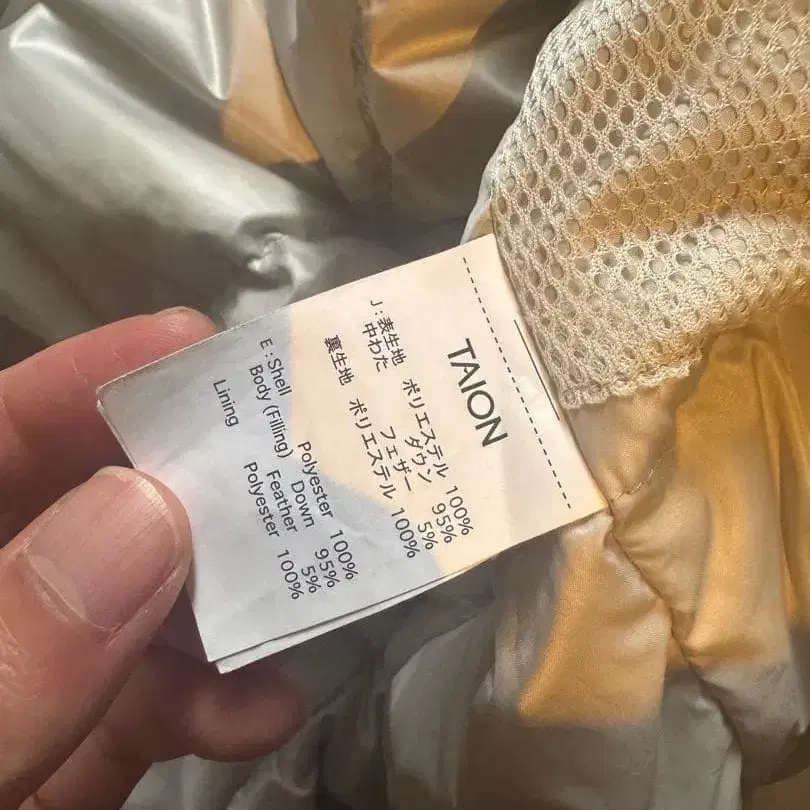 TAION
J:表生地 ポリエステル 100%
中わた ダウン 95%
フェザー 5%
裏生地 ポリエステル 100%
E:Shell Polyester 100%
Body (Filling) Down 95%
Feather 5%
Lining Polyester 100%